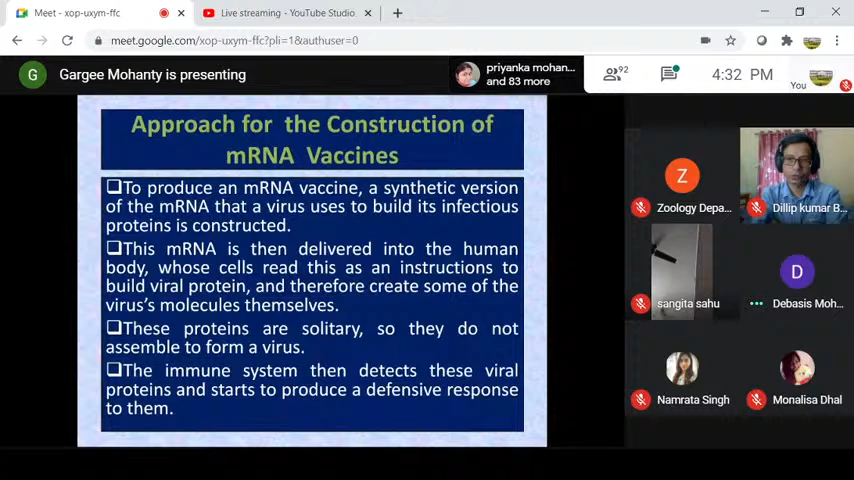 Meet - xop-uxym-ffc
Live streaming - YouTube Studio
meet.google.com/xop-uxym-ffc?pli=1&authuser=0
G
Gargee Mohanty is presenting
priyanka mohan...
and 83 more
92
4:32 PM
You
Approach for the Construction of
mRNA Vaccines
To produce an mRNA vaccine, a synthetic version
of the mRNA that a virus uses to build its infectious
proteins is constructed.
This mRNA is then delivered into the human
body, whose cells read this as an instructions to
build viral protein, and therefore create some of the
virus's molecules themselves.
These proteins are solitary, so they do not
assemble to form a virus.
The immune system then detects these viral
proteins and starts to produce a defensive response
to them.
Z
Zoology Depa...
Dillip kumar B...
sangita sahu
D
Debasis Moh...
Namrata Singh
Monalisa Dhal